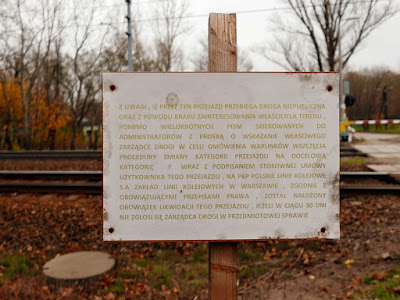 Z UWAGI , IŻ PRZEZ TEN PRZEJAZD PRZEBIEGA DROGA NIEPUBLICZNA
ORAZ Z POWODU BRAKU ZAINTERESOWANIA WŁAŚCICIELA TERENU ,
POMIMO WIELOKROTNYCH PISM SKIEROWANYCH DO
ADMINISTRATORÓW Z PROŚBĄ O WSKAZANIE WŁAŚCIWEGO
ZARZĄDCE DROGI W CELU OMÓWIENIA WARUNKÓW WSZCZĘCIA
PROCEDURY ZMIANY KATEGORII PRZEJAZDU NA DOCELOWĄ
KATEGORIĘ F WRAZ Z PODPISANIEM STOSOWNEJ UMOWY
UŻYTKOWNIKA TEGO PRZEJAZDU , NA PKP POLSKIE LINIE KOLEJOWE
S.A ZAKŁAD LINII KOLEJOWYCH W WARSZAWIE , ZGODNIE Z
OBOWIĄZUJĄCYMI PRZEPISAMI PRAWA , ZOSTAŁ NAŁOŻONY
OBOWIĄZEK LIKWIDACJI TEGO PRZEJAZDU , JEŻELI W CIĄGU 30 DNI
NIE ZGŁOSI SIĘ ZARZĄDCA DROGI W PRZEDMIOTOWEJ SPRAWIE